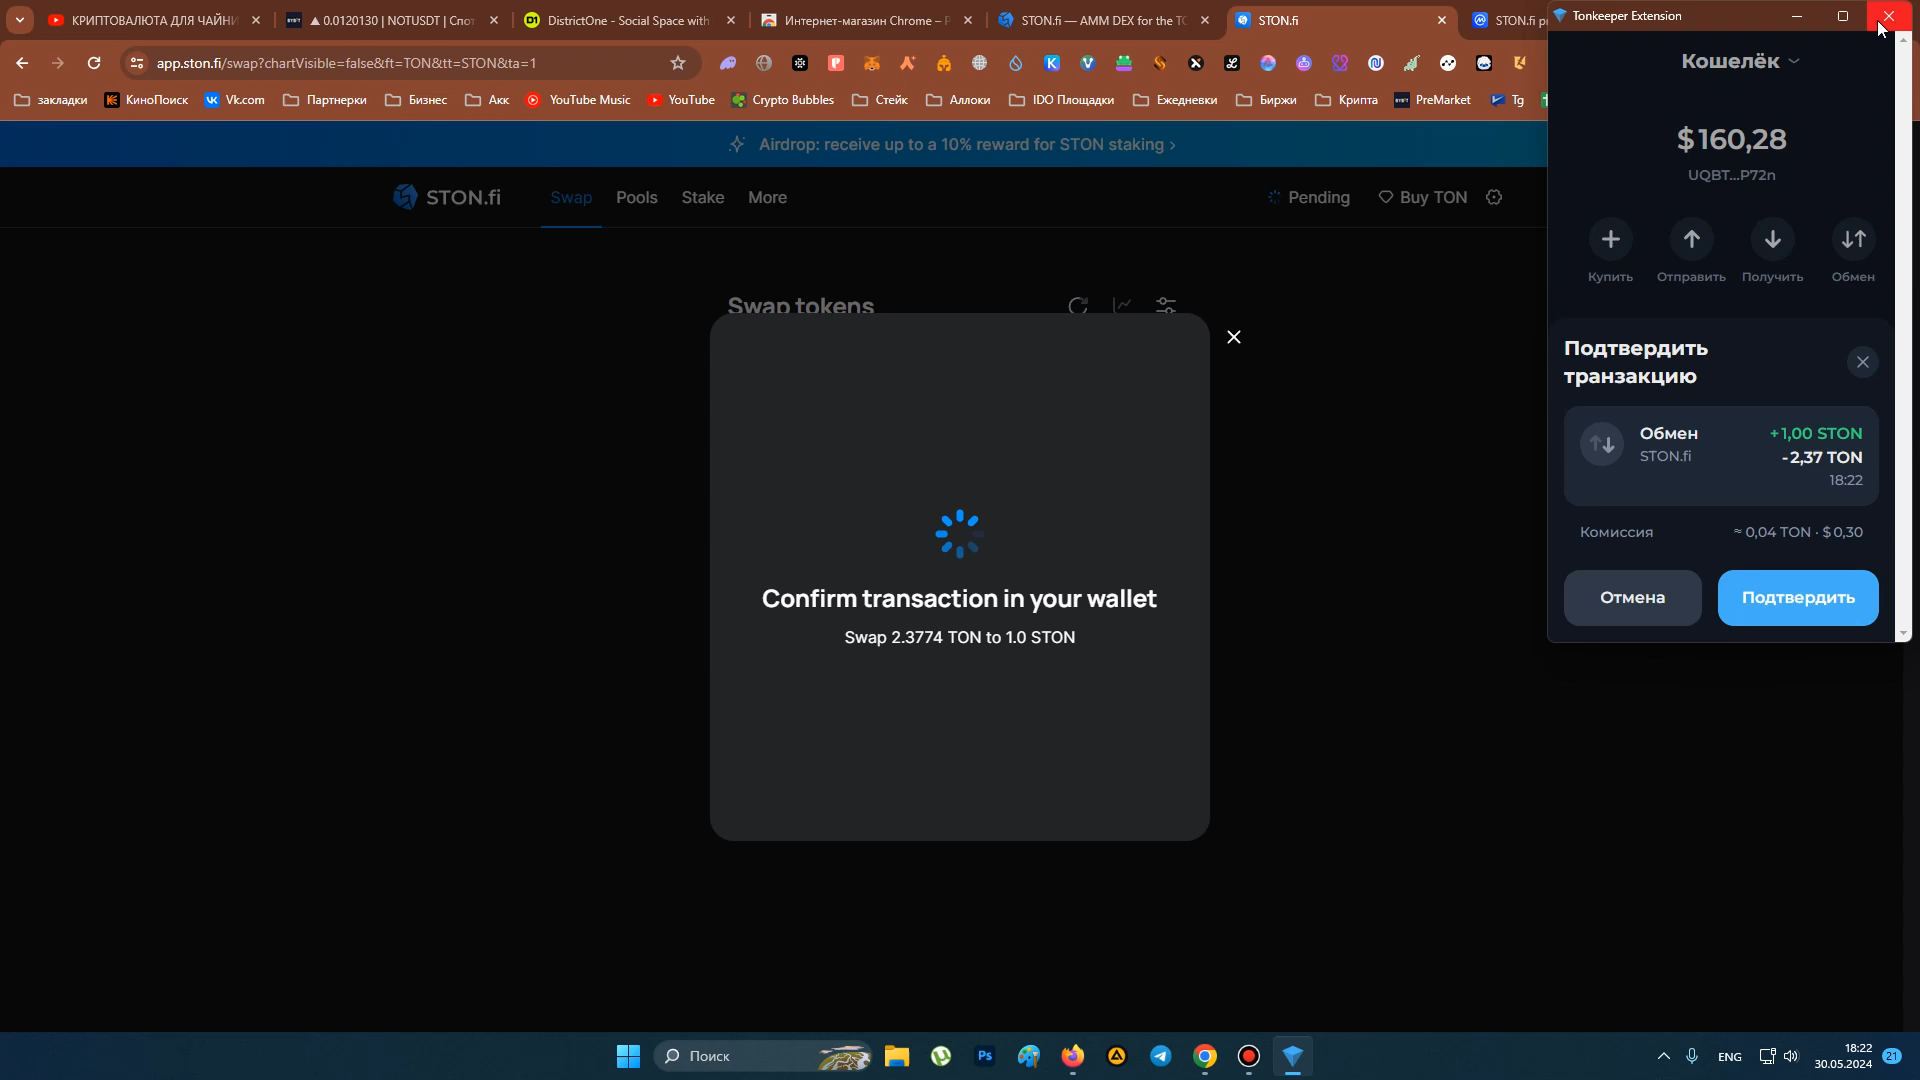 КРИПТОВАЛЮТА ДЛЯ ЧАЙНИ
▲ 0.0120130 | NOTUSDT | Спот
DistrictOne - Social Space with
Интернет-магазин Chrome – Р
STON.fi — AMM DEX for the TO
STON.fi
STON.fi pr
Tonkeeper Extension
app.ston.fi/swap?chartVisible=false&ft=TON&tt=STON&ta=1
закладки
КиноПоиск
Vk.com
Партнерки
Бизнес
Акк
YouTube Music
YouTube
Crypto Bubbles
Стейк
Аллоки
IDO Площадки
Ежедневки
Биржи
Крипта
PreMarket
Tg
Airdrop: receive up to a 10% reward for STON staking ›
STON.fi
Swap
Pools
Stake
More
Pending
Buy TON
Swap tokens
Confirm transaction in your wallet
Swap 2.3774 TON to 1.0 STON
Кошелёк
$160,28
UQBT...P72n
Купить
Отправить
Получить
Обмен
Подтвердить
транзакцию
Обмен
+1,00 STON
STON.fi
-2,37 TON
18:22
Комиссия
≈ 0,04 TON · $0,30
Отмена
Подтвердить
Поиск
Ps
ENG
18:22
30.05.2024
21